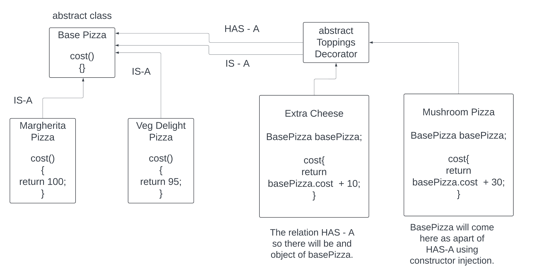 abstract class
Base Pizza
cost()
{}
HAS - A
IS - A
abstract
Toppings
Decorator
IS-A
IS-A
Margherita
Pizza
cost()
{
return 100;
}
Veg Delight
Pizza
cost()
{
return 95;
}
Extra Cheese
BasePizza basePizza;
cost{
return
basePizza.cost + 10;
}
Mushroom Pizza
BasePizza basePizza;
cost{
return
basePizza.cost + 30;
}
The relation HAS - A
so there will be and
object of basePizza.
BasePizza will come
here as apart of
HAS-A using
constructor injection.